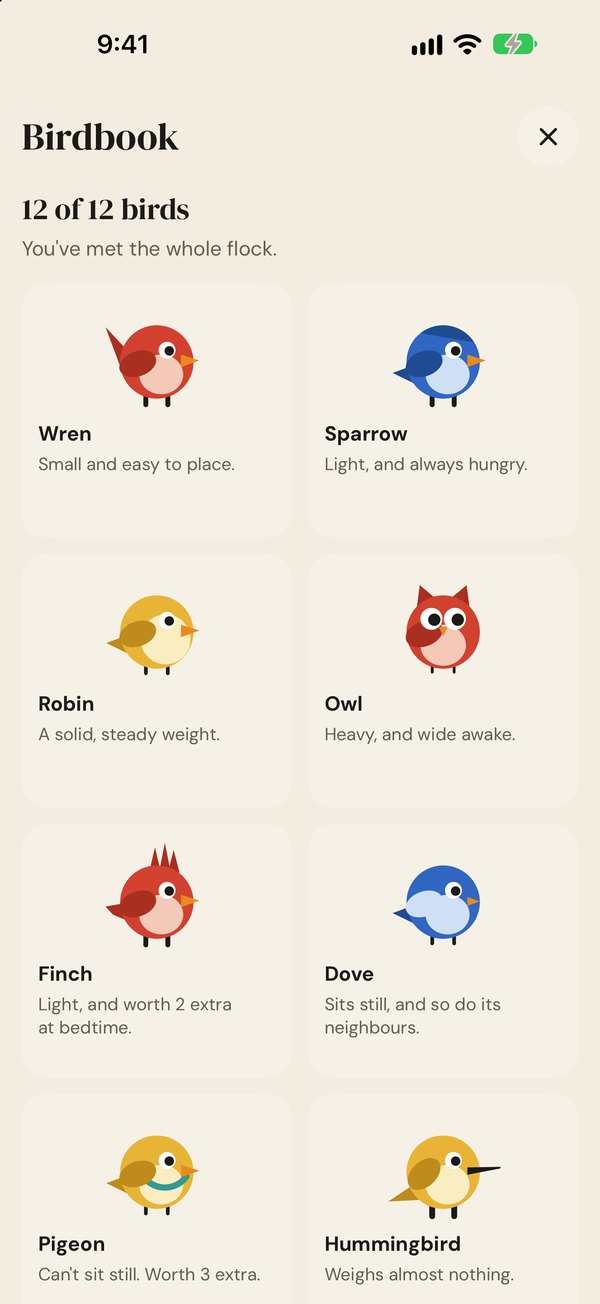 9:41
Birdbook
12 of 12 birds
You've met the whole flock.
Wren
Small and easy to place.
Sparrow
Light, and always hungry.
Robin
A solid, steady weight.
Owl
Heavy, and wide awake.
Finch
Light, and worth 2 extra
at bedtime.
Dove
Sits still, and so do its
neighbours.
Pigeon
Can't sit still. Worth 3 extra.
Hummingbird
Weighs almost nothing.